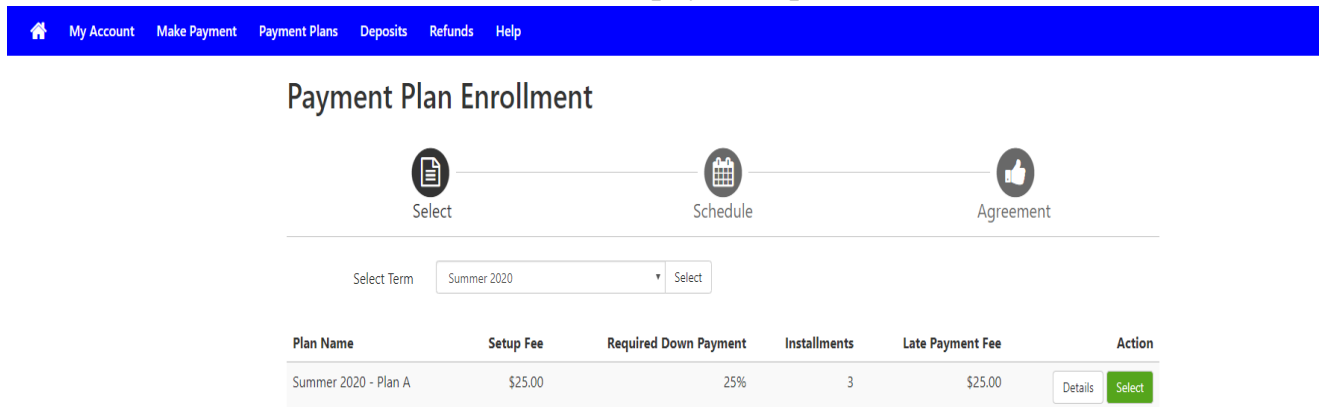 My Account Make Payment Payment Plans Deposits Refunds Help
Payment Plan Enrollment
Select Schedule Agreement
Select Term Summer 2020 Select
Plan Name Setup Fee Required Down Payment Installments Late Payment Fee Action
Summer 2020 - Plan A $25.00 25% 3 $25.00 Details Select